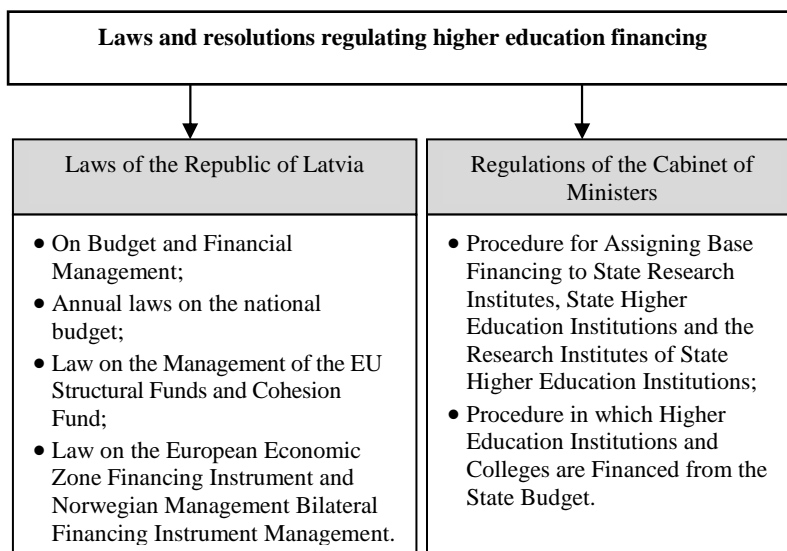 Laws and resolutions regulating higher education financing
Laws of the Republic of Latvia
• On Budget and Financial
Management;
• Annual laws on the national
budget;
• Law on the Management of the EU
Structural Funds and Cohesion
Fund;
• Law on the European Economic
Zone Financing Instrument and
Norwegian Management Bilateral
Financing Instrument Management.
Regulations of the Cabinet of
Ministers
• Procedure for Assigning Base
Financing to State Research
Institutes, State Higher
Education Institutions and the
Research Institutes of State
Higher Education Institutions;
• Procedure in which Higher
Education Institutions and
Colleges are Financed from the
State Budget.